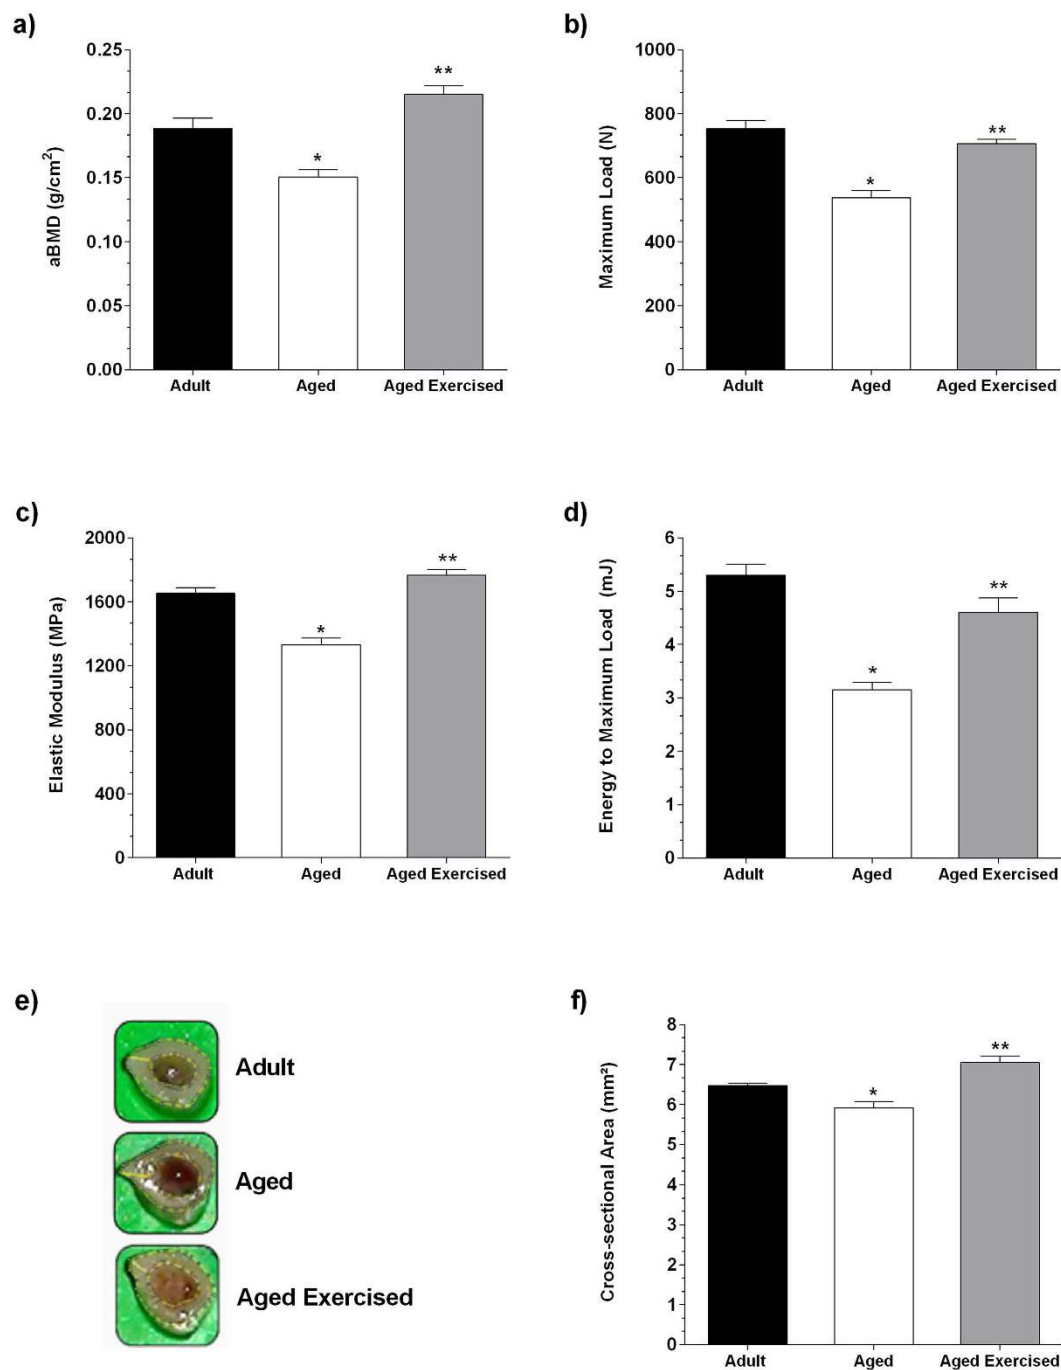 a)
aBMD (g/cm²)
0.25
0.20
0.15
0.10
0.05
0.00
*
**
Adult Aged Aged Exercised
b)
Maximum Load (N)
1000
800
600
400
200
0
*
**
Adult Aged Aged Exercised
c)
Elastic Modulus (MPa)
2000
1600
1200
800
400
0
*
**
Adult Aged Aged Exercised
d)
Energy to Maximum Load (mJ)
6
5
4
3
2
1
0
*
**
Adult Aged Aged Exercised
e)
Adult
Aged
Aged Exercised
f)
Cross-sectional Area (mm²)
8
7
6
5
4
3
2
1
0
*
**
Adult Aged Aged Exercised